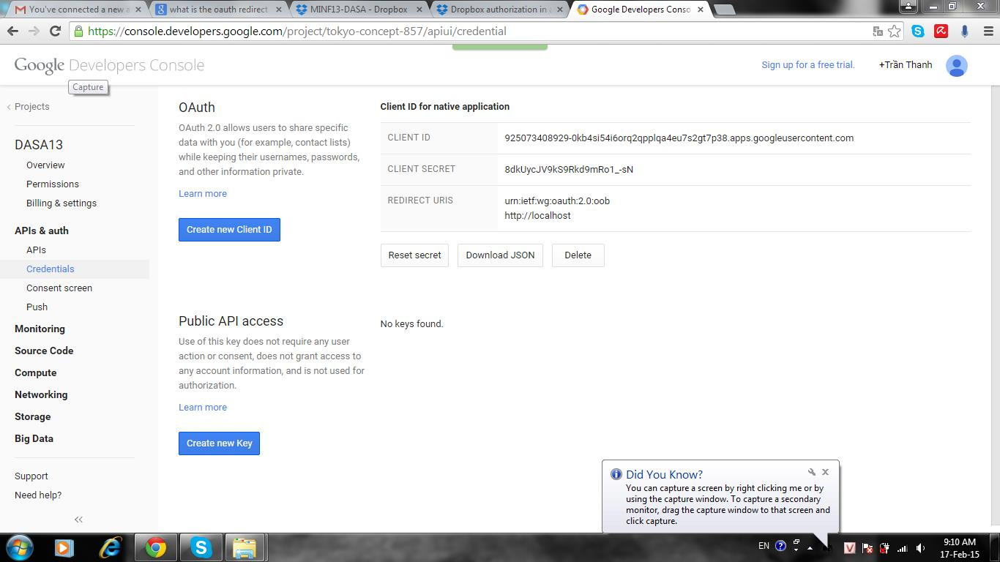 You've connected a new a
what is the oauth redirect
MINF13-DASA - Dropbox
Dropbox authorization in a
Google Developers Conso
https://console.developers.google.com/project/tokyo-concept-857/apiui/credential
Google Developers Console
Sign up for a free trial.
+Trần Thanh
Capture
Projects
DASA13
Overview
Permissions
Billing & settings
APIs & auth
APIs
Credentials
Consent screen
Push
Monitoring
Source Code
Compute
Networking
Storage
Big Data
Support
Need help?
OAuth
OAuth 2.0 allows users to share specific
data with you (for example, contact lists)
while keeping their usernames, passwords,
and other information private.
Learn more
Create new Client ID
Client ID for native application
CLIENT ID
925073408929-0kb4si54i6orq2qpplqa4eu7s2gt7p38.apps.googleusercontent.com
CLIENT SECRET
8dkUycJV9kS9Rkd9mRo1_-sN
REDIRECT URIS
urn:ietf:wg:oauth:2.0:oob
http://localhost
Reset secret
Download JSON
Delete
Public API access
Use of this key does not require any user
action or consent, does not grant access to
any account information, and is not used for
authorization.
Learn more
Create new Key
No keys found.
Did You Know?
You can capture a screen by right clicking me or by
using the capture window. To capture a secondary
monitor, drag the capture window to that screen and
click capture.
EN
9:10 AM
17-Feb-15